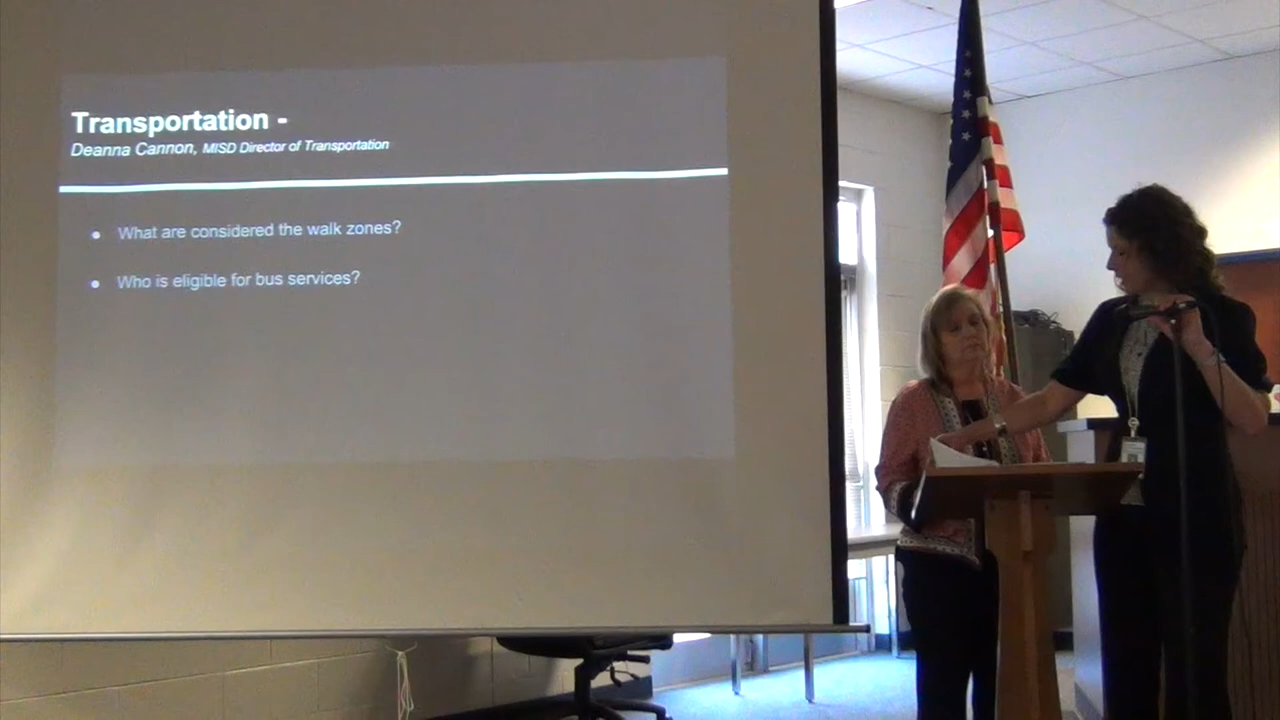 Transportation -
Deanna Cannon, MISD Director of Transportation
What are considered the walk zones?
Who is eligible for bus services?